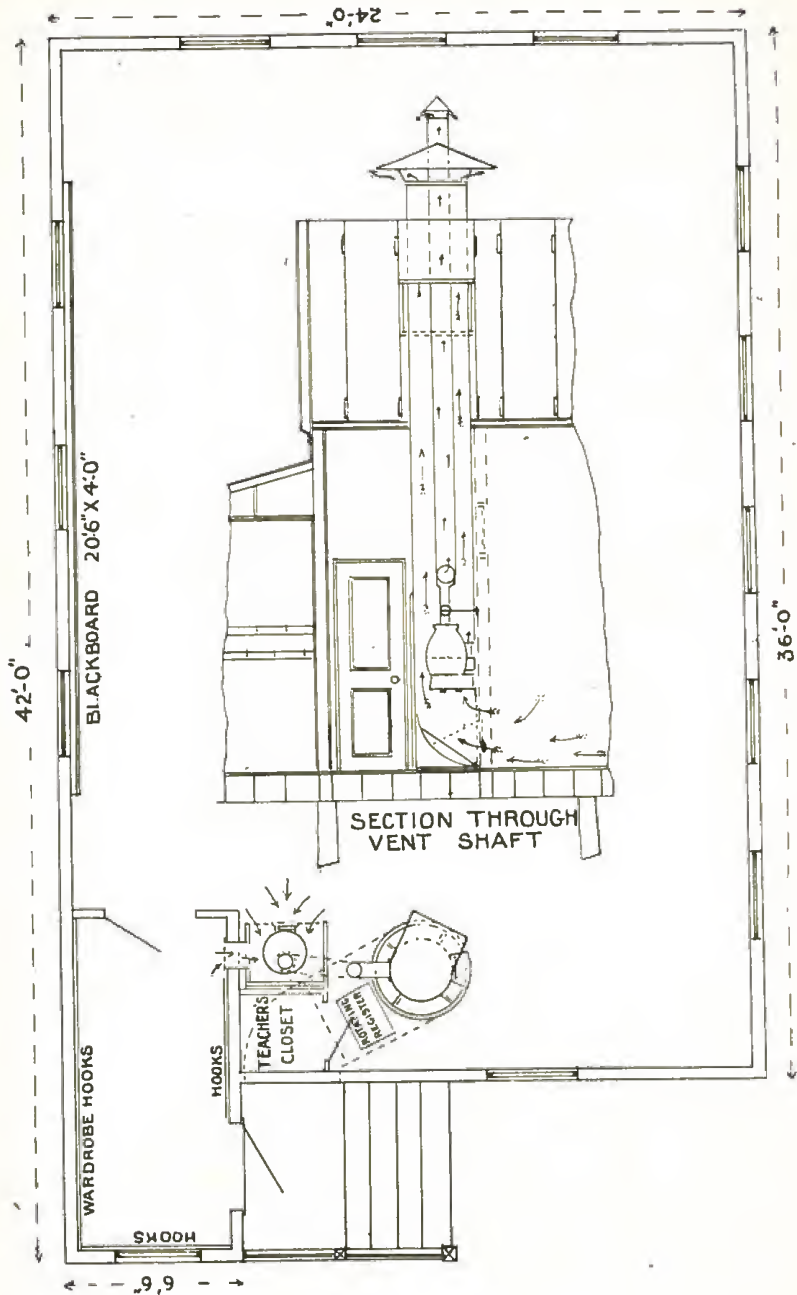 24'-0"
42'-0"
BLACKBOARD 20'6" X 4'-0"
36'-0"
SECTION THROUGH
VENT SHAFT
WARDROBE HOOKS
HOOKS
TEACHER'S
CLOSET
ROTATING
REGISTER
HOOKS
6'6"